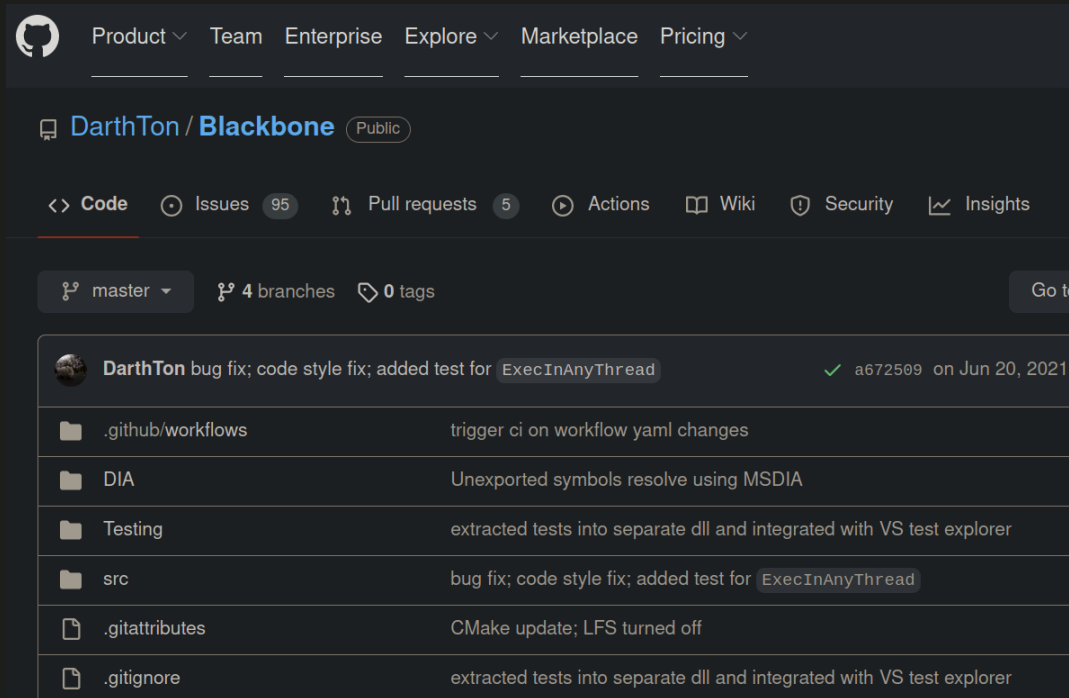 Product Team Enterprise Explore Marketplace Pricing
DarthTon / Blackbone Public
Code Issues 95 Pull requests 5 Actions Wiki Security Insights
master 4 branches 0 tags Go to
DarthTon bug fix; code style fix; added test for ExecInAnyThread a672509 on Jun 20, 2021
.github/workflows trigger ci on workflow yaml changes
DIA Unexported symbols resolve using MSDIA
Testing extracted tests into separate dll and integrated with VS test explorer
src bug fix; code style fix; added test for ExecInAnyThread
.gitattributes CMake update; LFS turned off
.gitignore extracted tests into separate dll and integrated with VS test explorer